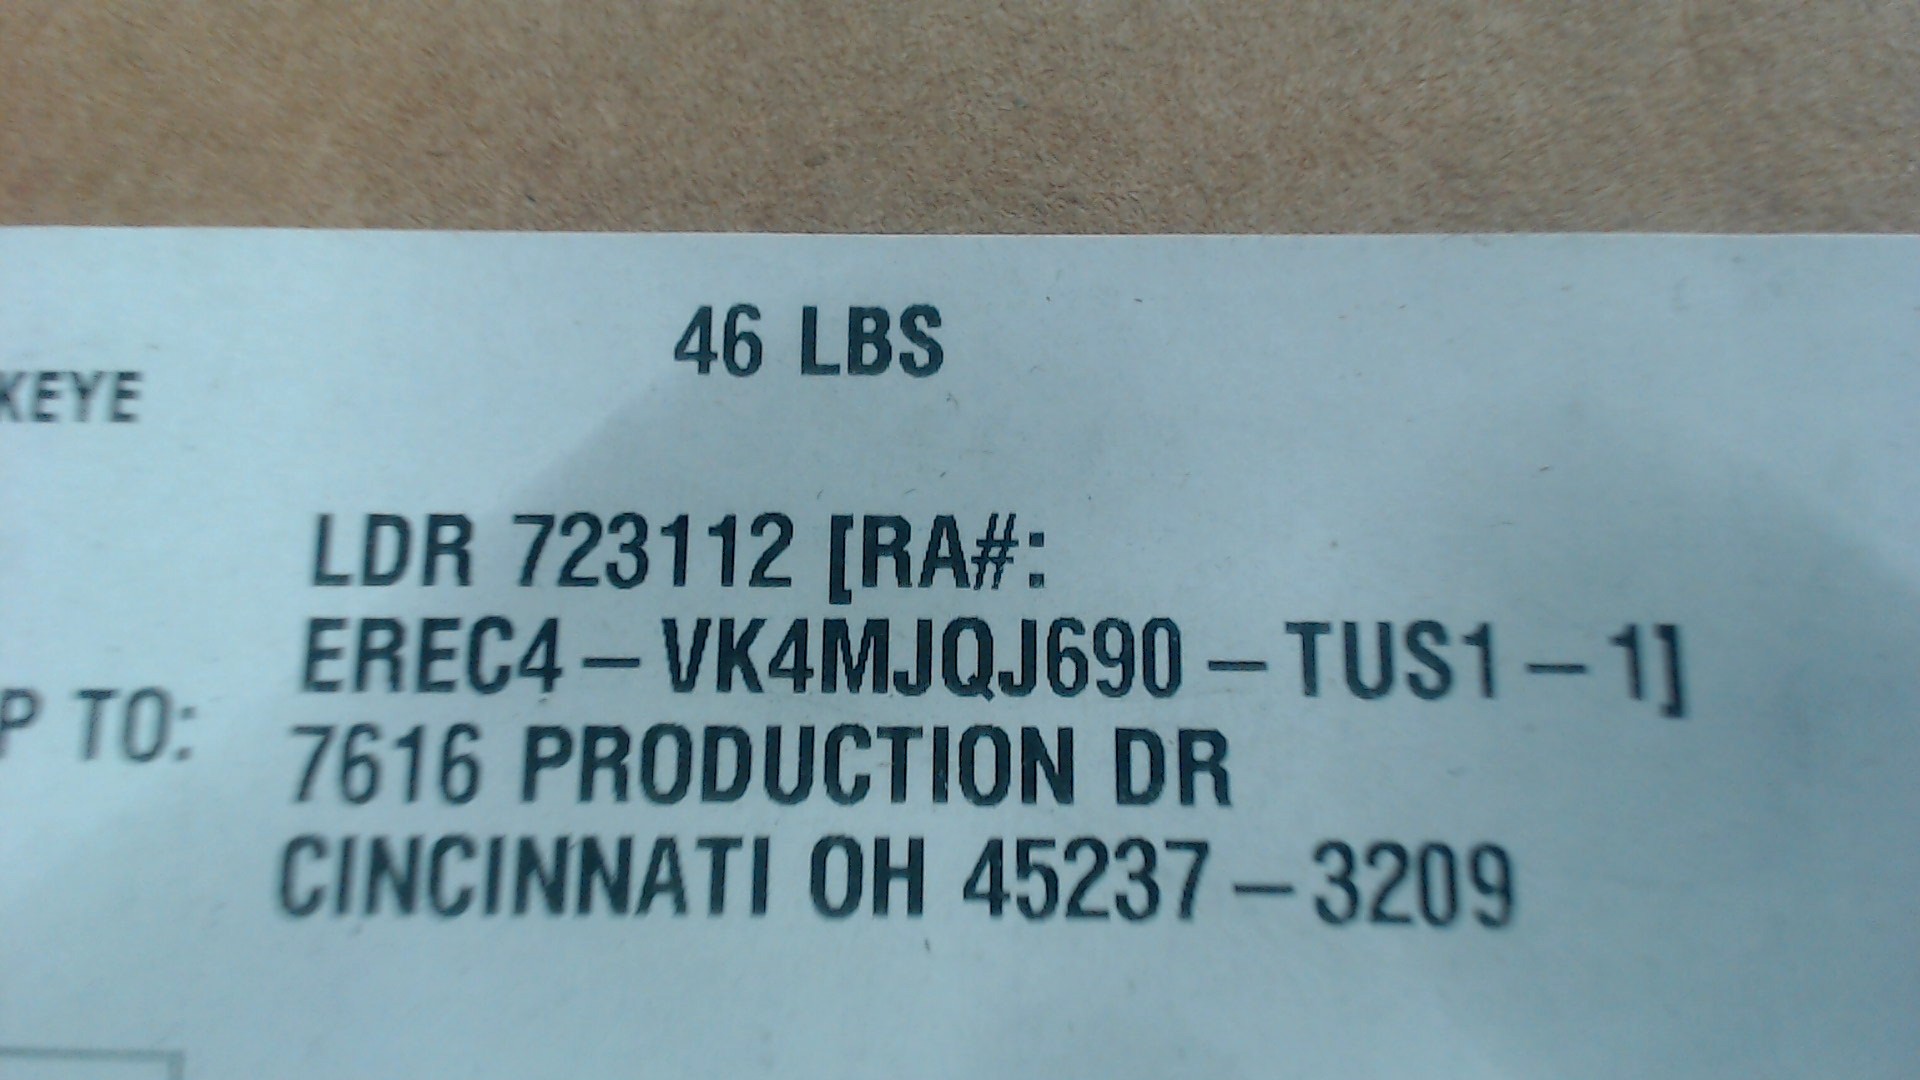 46 LBS
KEYE
LDR 723112 [RA#:
EREC4-VK4MJQJ690-TUS1-1]
P TO:
7616 PRODUCTION DR
CINCINNATI OH 45237-3209